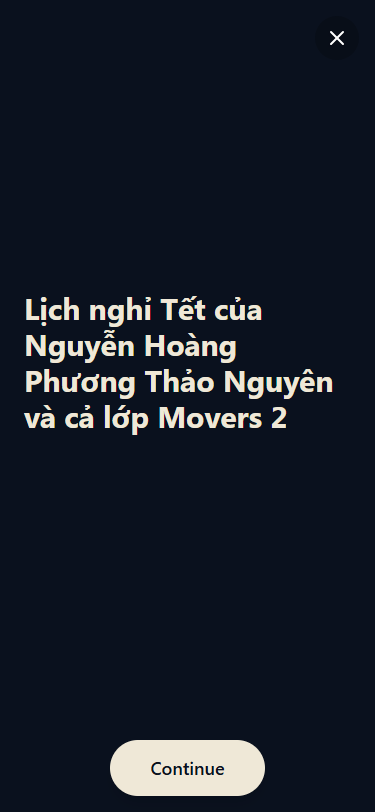 Lịch nghỉ Tết của
Nguyễn Hoàng
Phương Thảo Nguyên
và cả lớp Movers 2
Continue